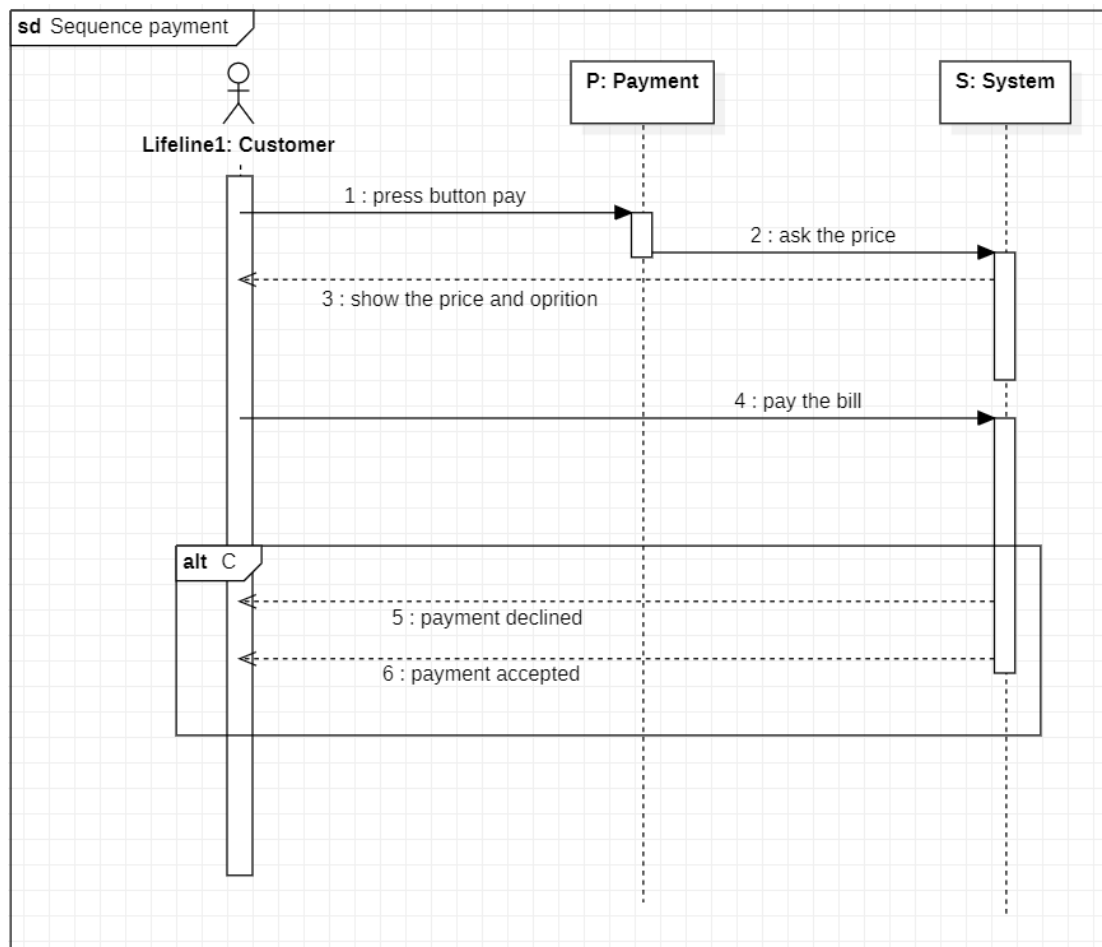 sd Sequence payment
Lifeline1: Customer
P: Payment
S: System
1 : press button pay
2 : ask the price
3 : show the price and oprition
4 : pay the bill
alt C
5 : payment declined
6 : payment accepted